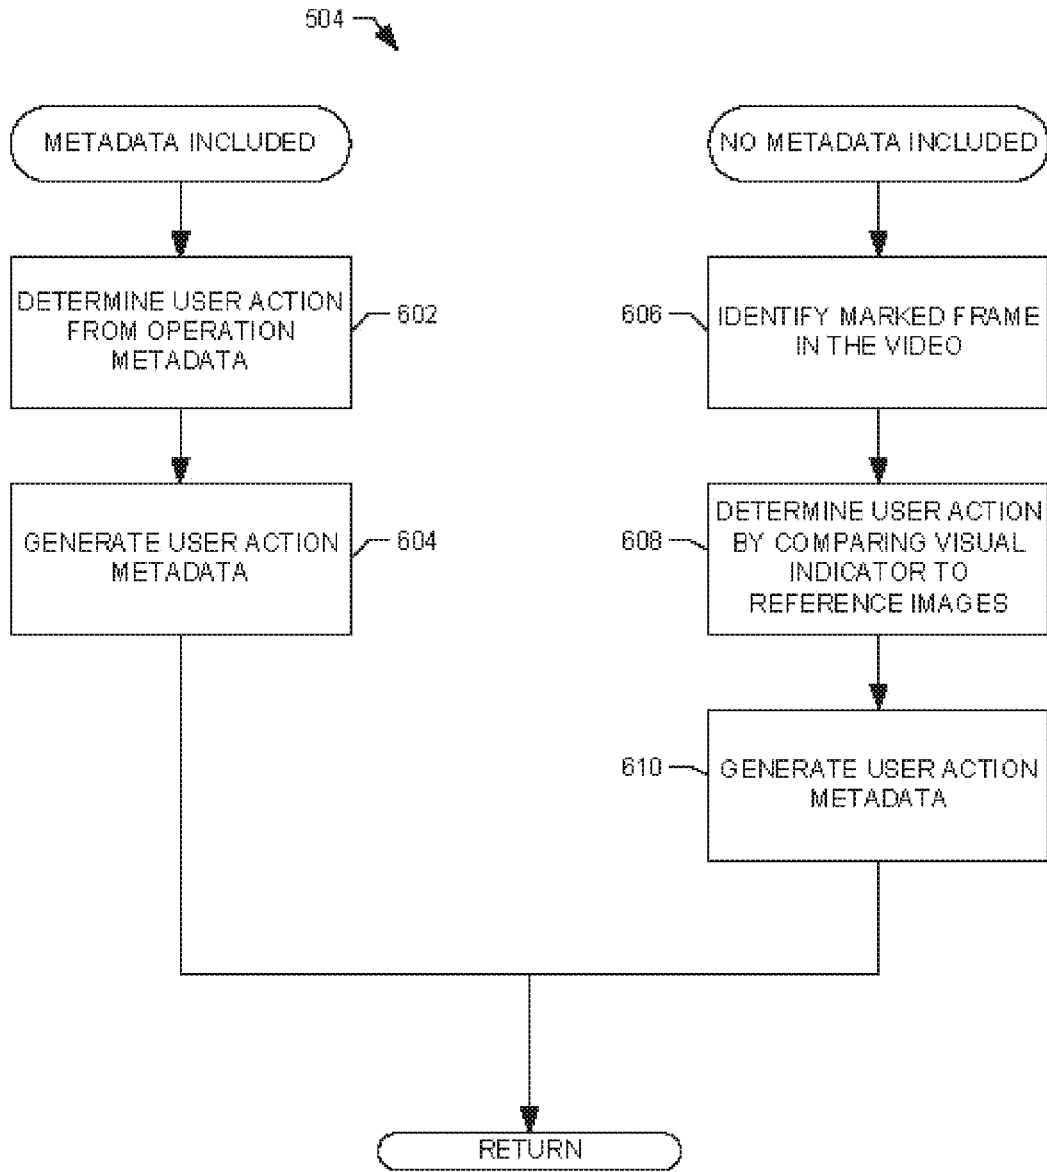 504
METADATA INCLUDED
DETERMINE USER ACTION
FROM OPERATION
METADATA
602
GENERATE USER ACTION
METADATA
604
NO METADATA INCLUDED
606
IDENTIFY MARKED FRAME
IN THE VIDEO
608
DETERMINE USER ACTION
BY COMPARING VISUAL
INDICATOR TO
REFERENCE IMAGES
610
GENERATE USER ACTION
METADATA
RETURN